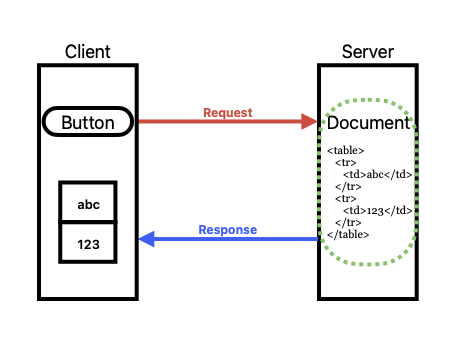 Client
Server
Button
Request
Document
<table>
<tr>
<td>abc</td>
</tr>
<tr>
<td>123</td>
</tr>
</table>
abc
123
Response